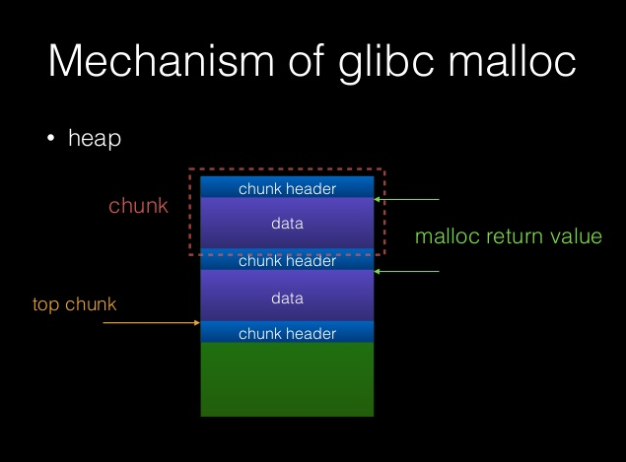 Mechanism of glibc malloc
• heap
chunk header
chunk
data
malloc return value
chunk header
data
top chunk
chunk header